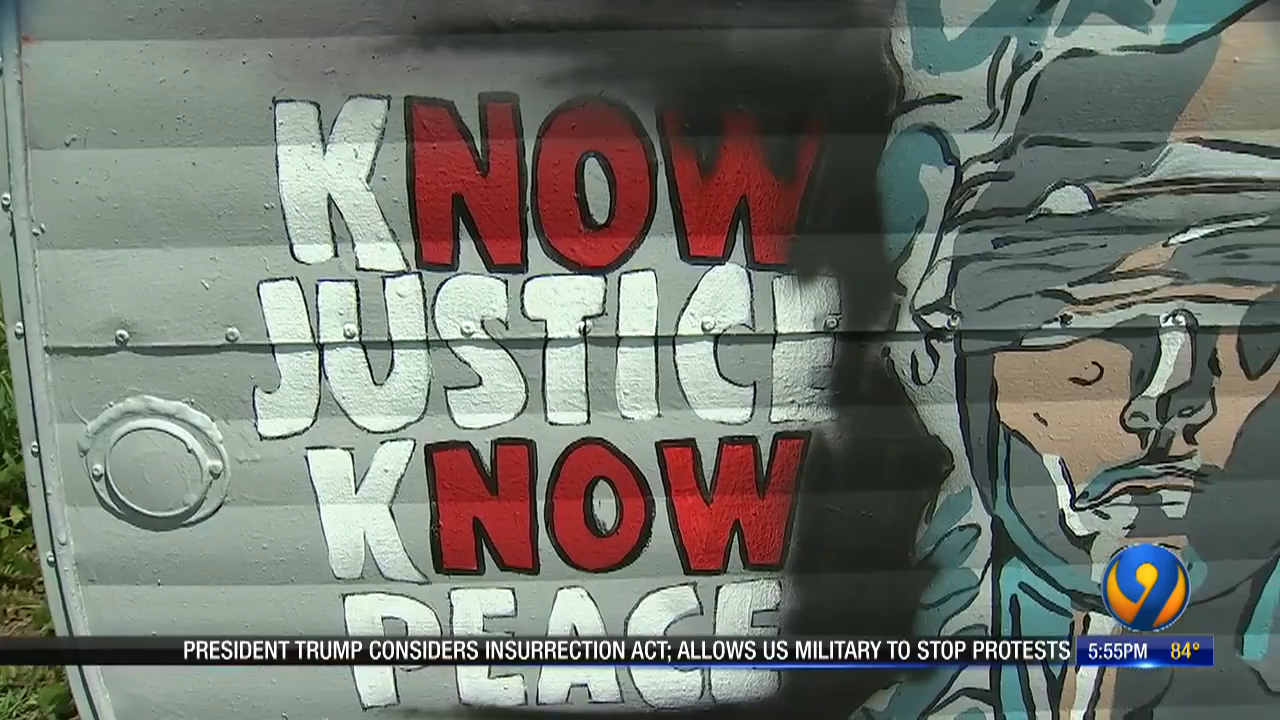 KNOW
JUSTICE
KNOW
PEACE
9
PRESIDENT TRUMP CONSIDERS INSURRECTION ACT; ALLOWS US MILITARY TO STOP PROTESTS
5:55PM 84°